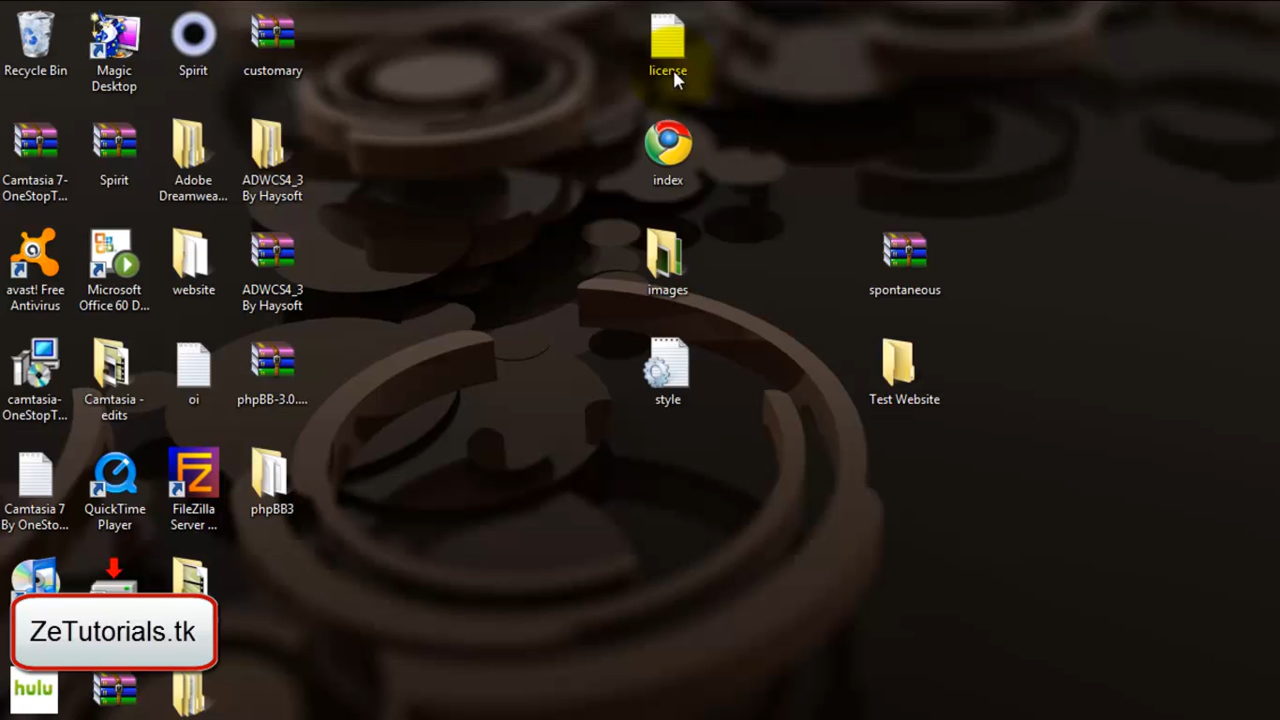 Recycle Bin
Magic
Desktop
Spirit
customary
license
Camtasia 7-
OneStopT...
Spirit
Adobe
Dreamwea...
ADWCS4_3
By Haysoft
index
avast! Free
Antivirus
Microsoft
Office 60 D...
website
ADWCS4_3
By Haysoft
images
spontaneous
camtasia-
OneStopT...
Camtasia -
edits
oi
phpBB-3.0....
style
Test Website
Camtasia 7
By OneSto...
QuickTime
Player
FileZilla
Server ...
phpBB3
ZeTutorials.tk
hulu